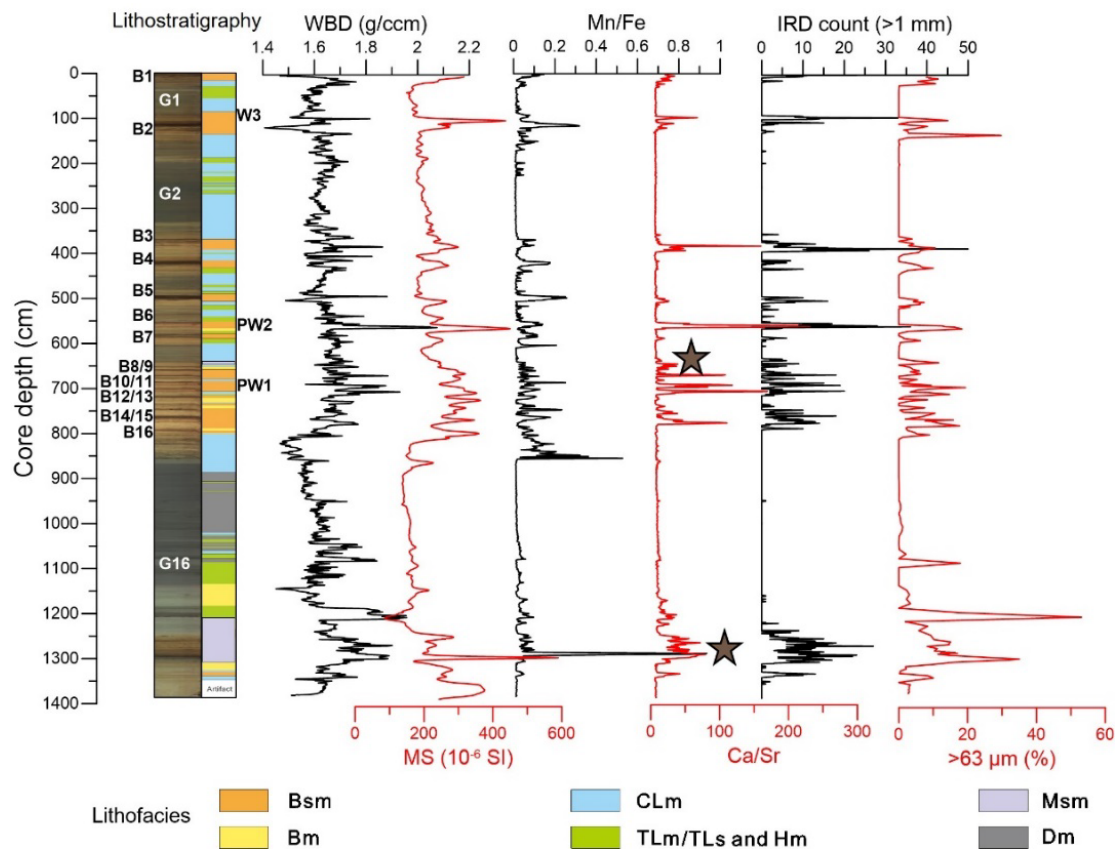 Lithostratigraphy
WBD (g/ccm)
Mn/Fe
IRD count (>1 mm)
1.4 1.6 1.8 2 2.2
0 0.2 0.4 0.6 0.8 1
0 10 20 30 40 50
Core depth (cm)
0
100
200
300
400
500
600
700
800
900
1000
1100
1200
1300
1400
B1
G1
W3
B2
G2
B3
B4
B5
B6
PW2
B7
B8/9
B10/11
PW1
B12/13
B14/15
B16
G16
Artifact
0 200 400 600
0 100 200 300
0 20 40 60
MS (10⁻⁶ SI)
Ca/Sr
>63 µm (%)
Lithofacies
Bsm
CLm
Msm
Bm
TLm/TLs and Hm
Dm